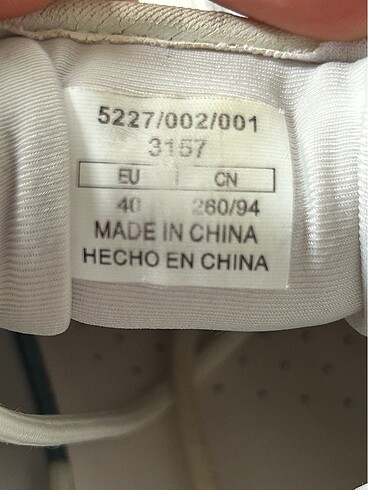 5227/002/001
3157
EU CN
40 260/94
MADE IN CHINA
HECHO EN CHINA